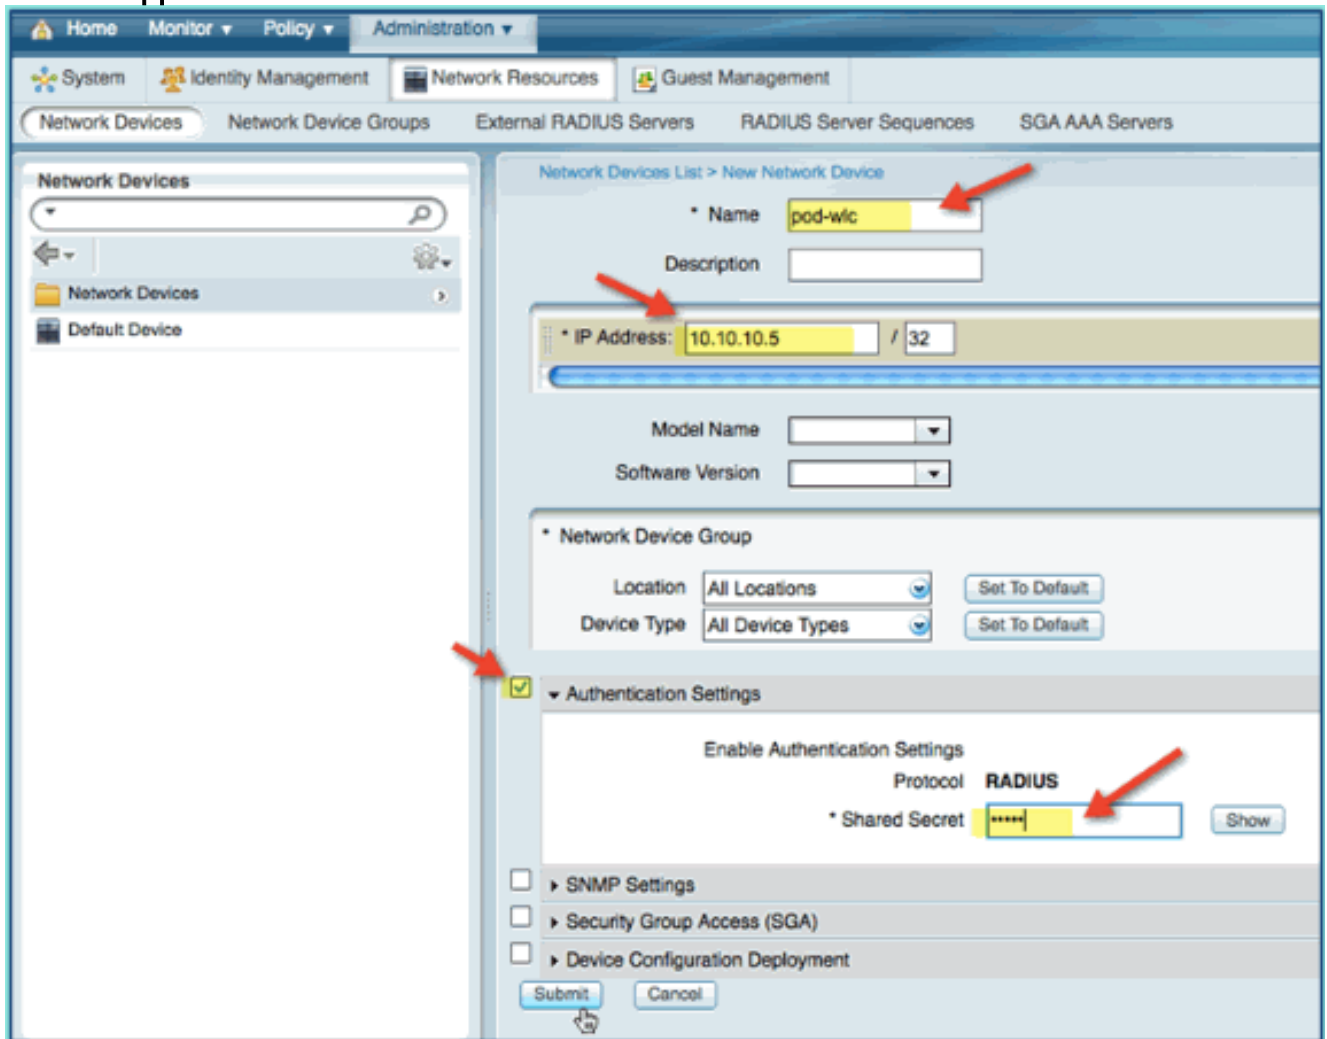 Home Monitor Policy Administration
System Identity Management Network Resources Guest Management
Network Devices Network Device Groups External RADIUS Servers RADIUS Server Sequences SGA AAA Servers
Network Devices
Network Devices
Default Device
Network Devices List > New Network Device
* Name pod-wlc
Description
* IP Address: 10.10.10.5 / 32
Model Name
Software Version
* Network Device Group
Location All Locations Set To Default
Device Type All Device Types Set To Default
Authentication Settings
Enable Authentication Settings
Protocol RADIUS
* Shared Secret ••••• Show
SNMP Settings
Security Group Access (SGA)
Device Configuration Deployment
Submit Cancel